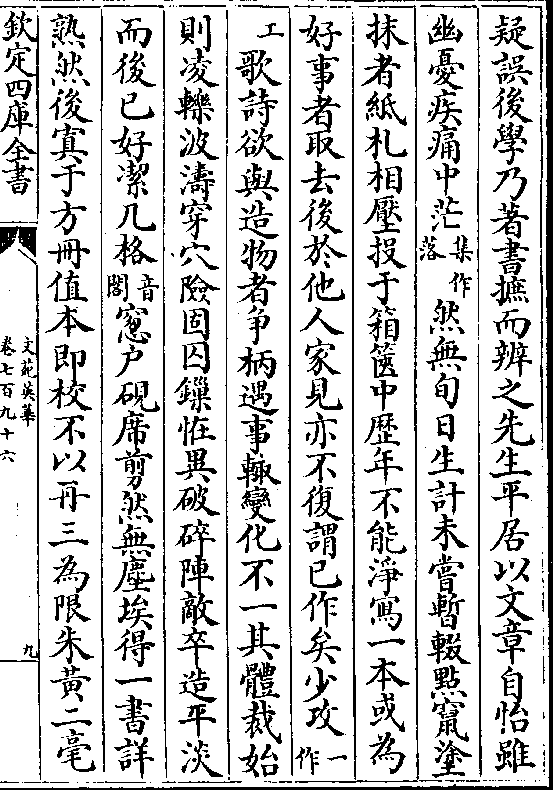 疑誤後學乃著書摭而辨之先生平居以文章自怡雖
幽憂疾痛中茫集作落然無旬日生計未嘗暫輟點竄塗
抹者紙札相壓投于箱篋中歴年不能淨寫一本或為
好事者取去後於他人家見亦不復謂已作矣少攻一作
工歌詩欲與造物者爭柄遇事輙變化不一其體裁始
則凌轢波濤穿穴險固囚鏁恠異破碎陣敵卒造平淡
而後已好潔几格音閣窻戶硯席剪然無塵埃得一書詳
熟然後寘于方冊值本即校不以再三為限朱黃二毫
欽定四庫全書
文苑英華
卷七百九十六
九